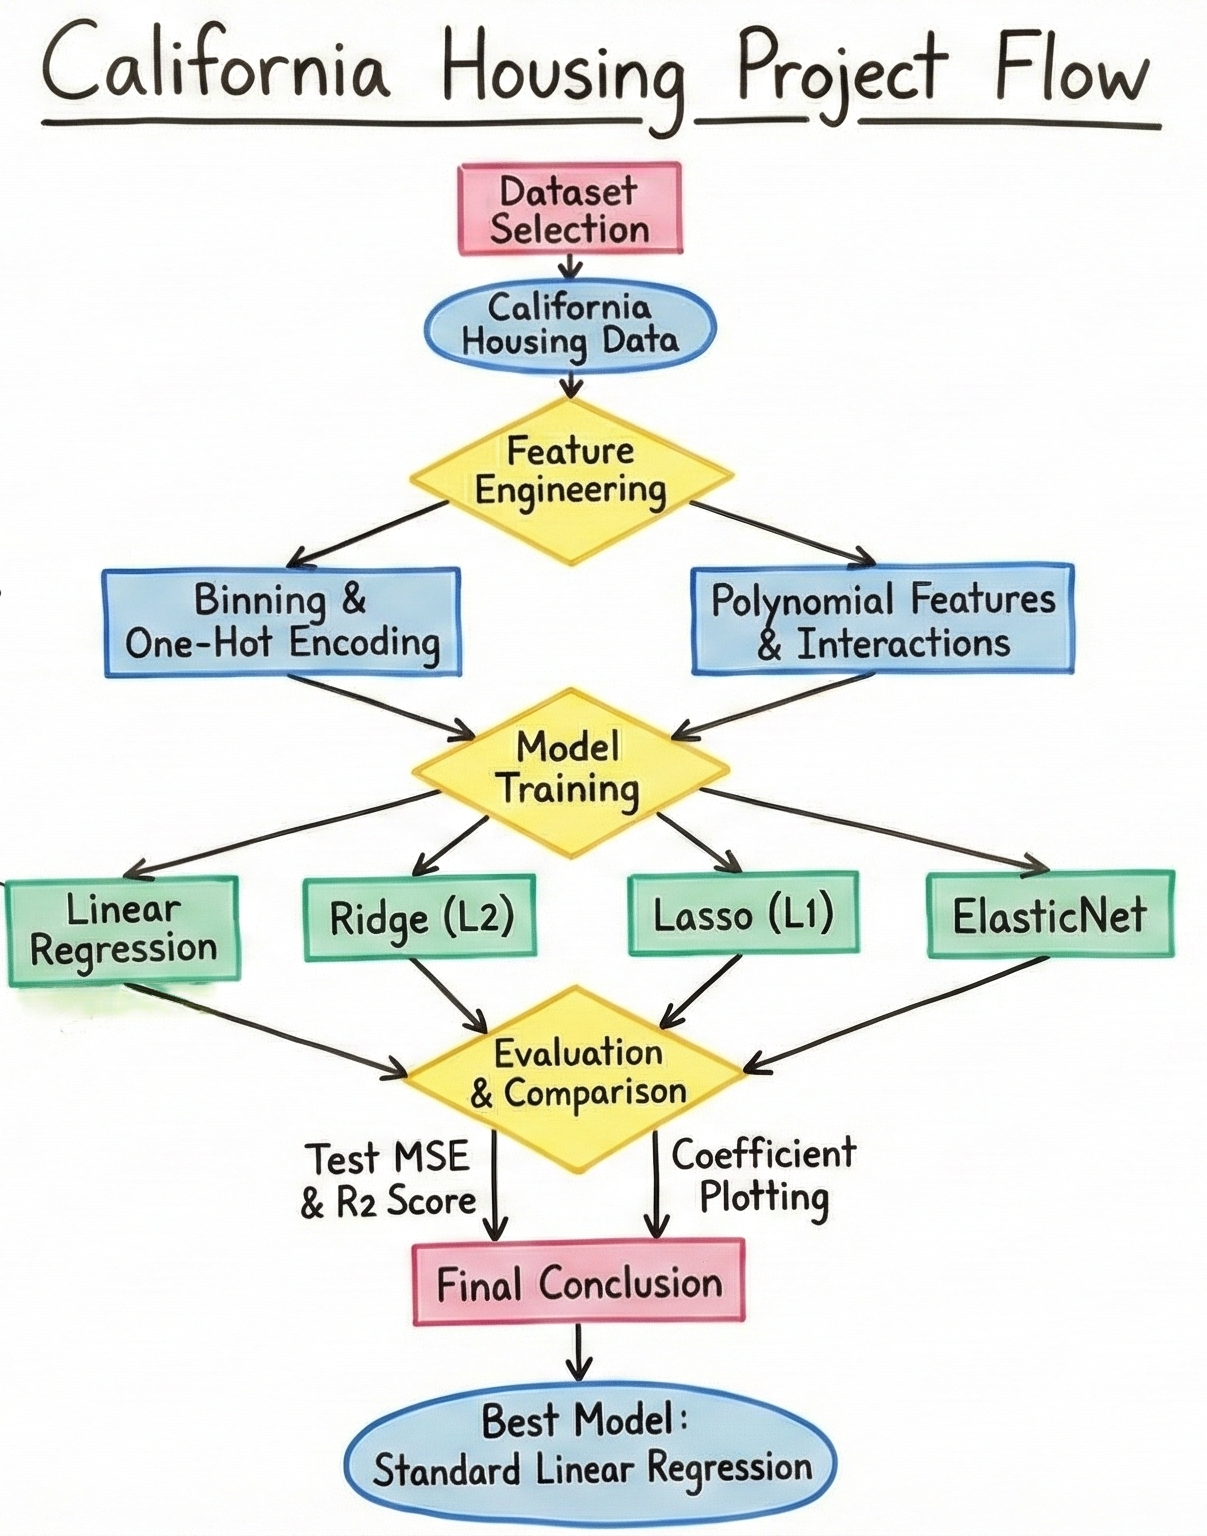 California Housing Project Flow
Dataset
Selection
California
Housing Data
Feature
Engineering
Binning &
One-Hot Encoding
Polynomial Features
& Interactions
Model
Training
Linear
Regression
Ridge (L2)
Lasso (L1)
ElasticNet
Evaluation
& Comparison
Test MSE
& R2 Score
Coefficient
Plotting
Final Conclusion
Best Model:
Standard Linear Regression